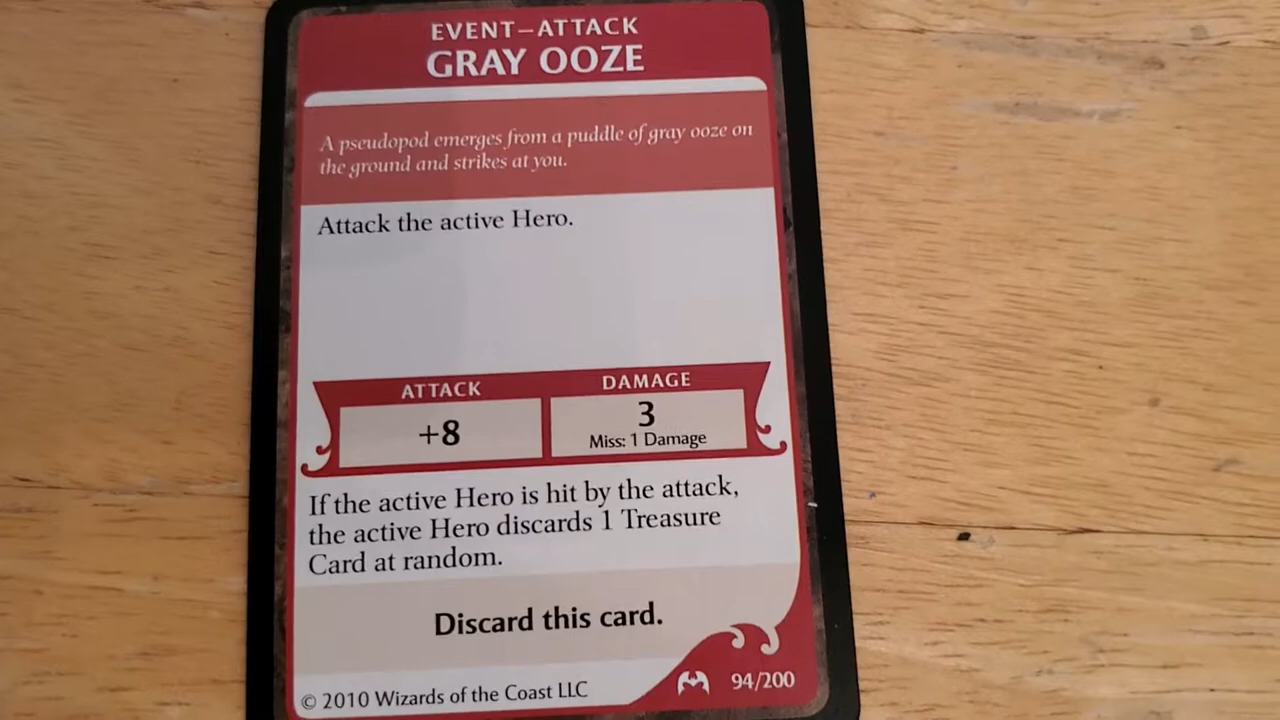 EVENT–ATTACK
GRAY OOZE
A pseudopod emerges from a puddle of gray ooze on
the ground and strikes at you.
Attack the active Hero.
ATTACK
DAMAGE
+8
3
Miss: 1 Damage
If the active Hero is hit by the attack,
the active Hero discards 1 Treasure
Card at random.
Discard this card.
© 2010 Wizards of the Coast LLC
94/200